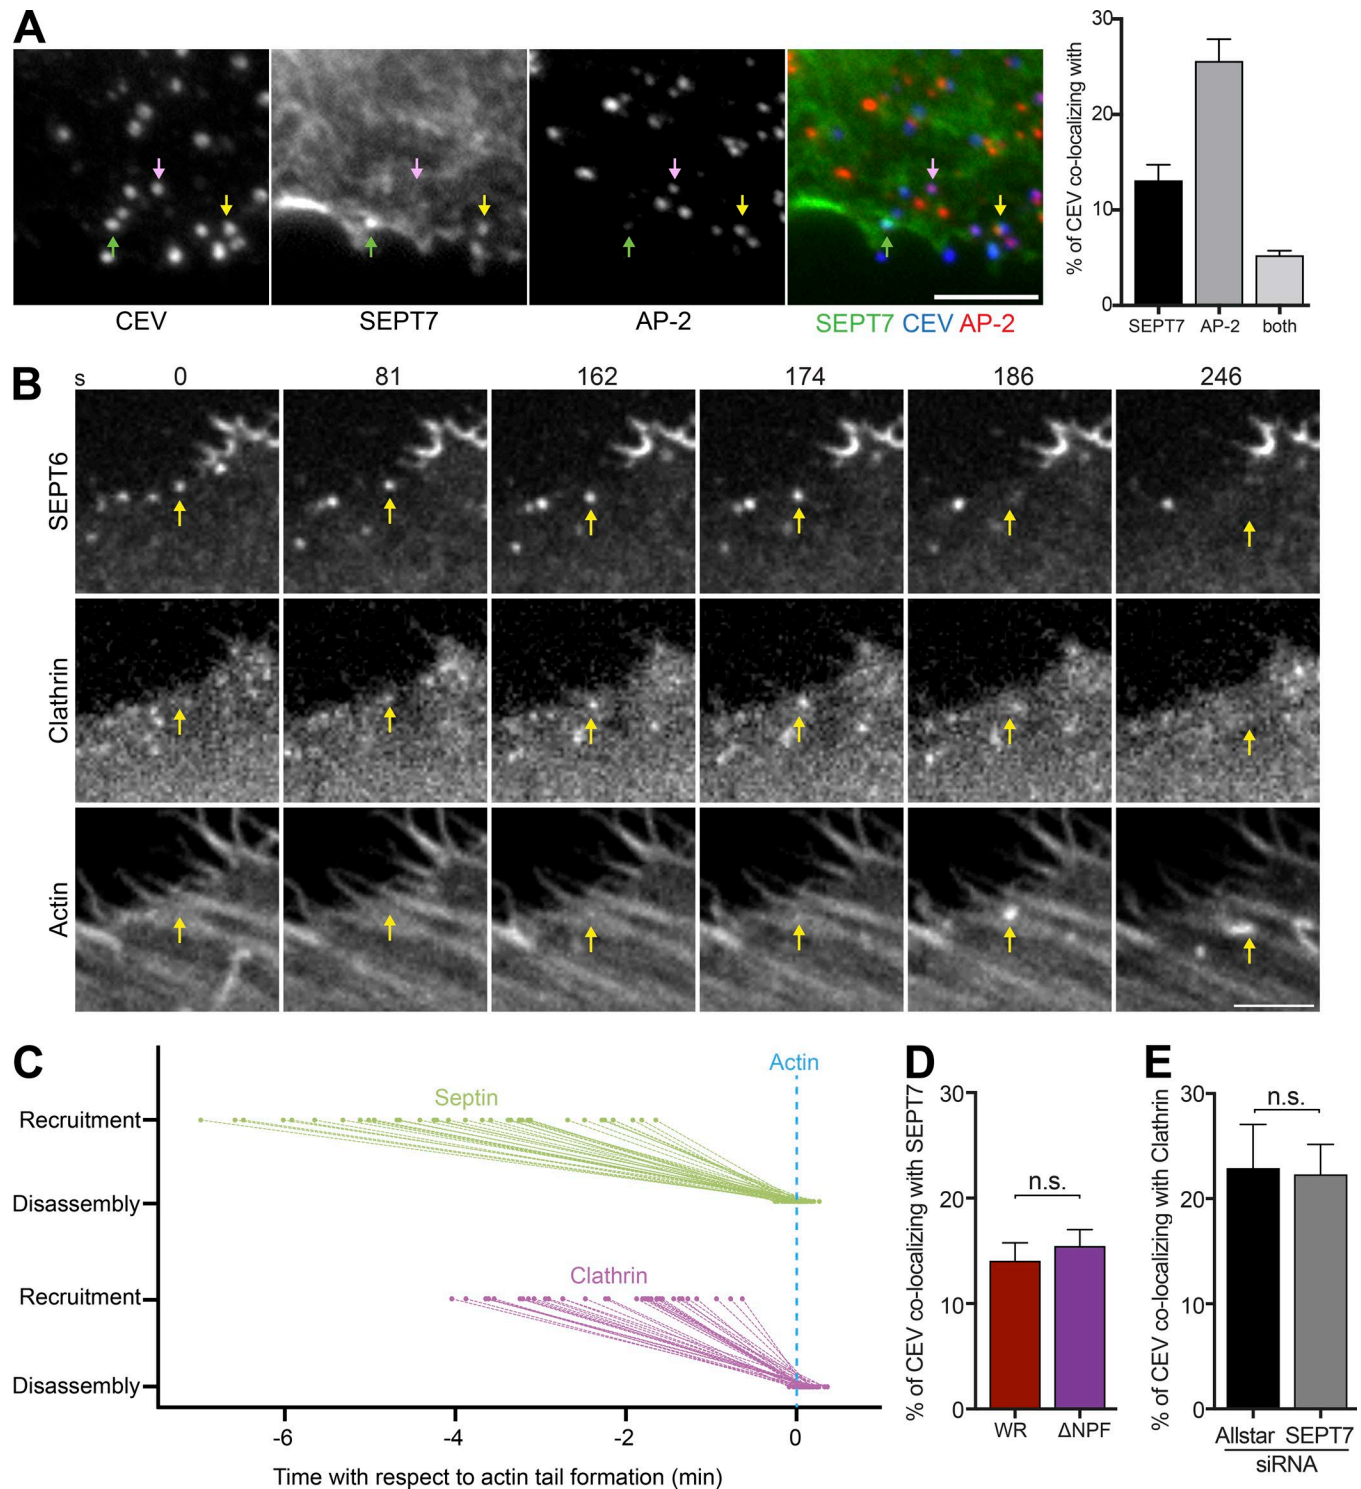 A
CEV
SEPT7
AP-2
SEPT7 CEV AP-2
% of CEV co-localizing with
30
20
10
0
SEPT7 AP-2 both
B
s 0 81 162 174 186 246
SEPT6
Clathrin
Actin
C
Actin
Septin
Recruitment
Disassembly
Clathrin
Recruitment
Disassembly
-6 -4 -2 0
Time with respect to actin tail formation (min)
D
% of CEV co-localizing with SEPT7
30
20
10
0
n.s.
WR ΔNPF
E
% of CEV co-localizing with Clathrin
30
20
10
0
n.s.
Allstar SEPT7
siRNA